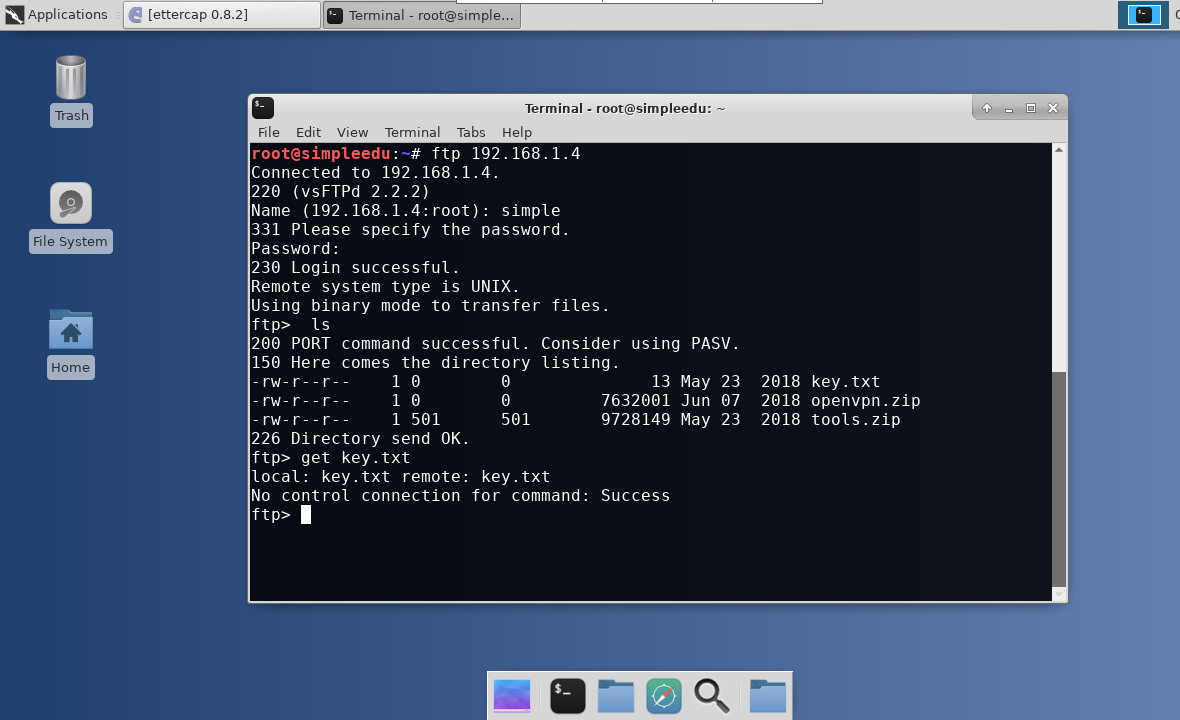 Applications
[ettercap 0.8.2]
Terminal - root@simple...
Trash
File System
Home
Terminal - root@simpleedu: ~
File Edit View Terminal Tabs Help
root@simpleedu:~# ftp 192.168.1.4
Connected to 192.168.1.4.
220 (vsFTPd 2.2.2)
Name (192.168.1.4:root): simple
331 Please specify the password.
Password:
230 Login successful.
Remote system type is UNIX.
Using binary mode to transfer files.
ftp>  ls
200 PORT command successful. Consider using PASV.
150 Here comes the directory listing.
-rw-r--r--    1 0        0              13 May 23  2018 key.txt
-rw-r--r--    1 0        0         7632001 Jun 07  2018 openvpn.zip
-rw-r--r--    1 501      501       9728149 May 23  2018 tools.zip
226 Directory send OK.
ftp> get key.txt
local: key.txt remote: key.txt
No control connection for command: Success
ftp>